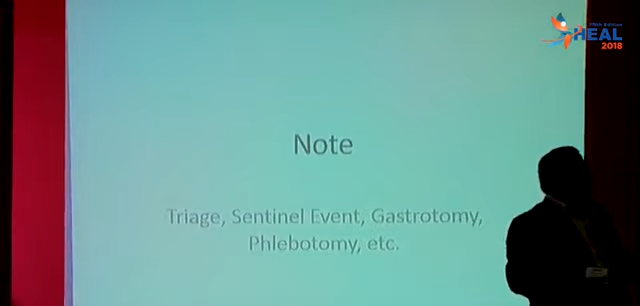 HEAL
2018
Note
Triage, Sentinel Event, Gastrotomy,
Phlebotomy, etc.